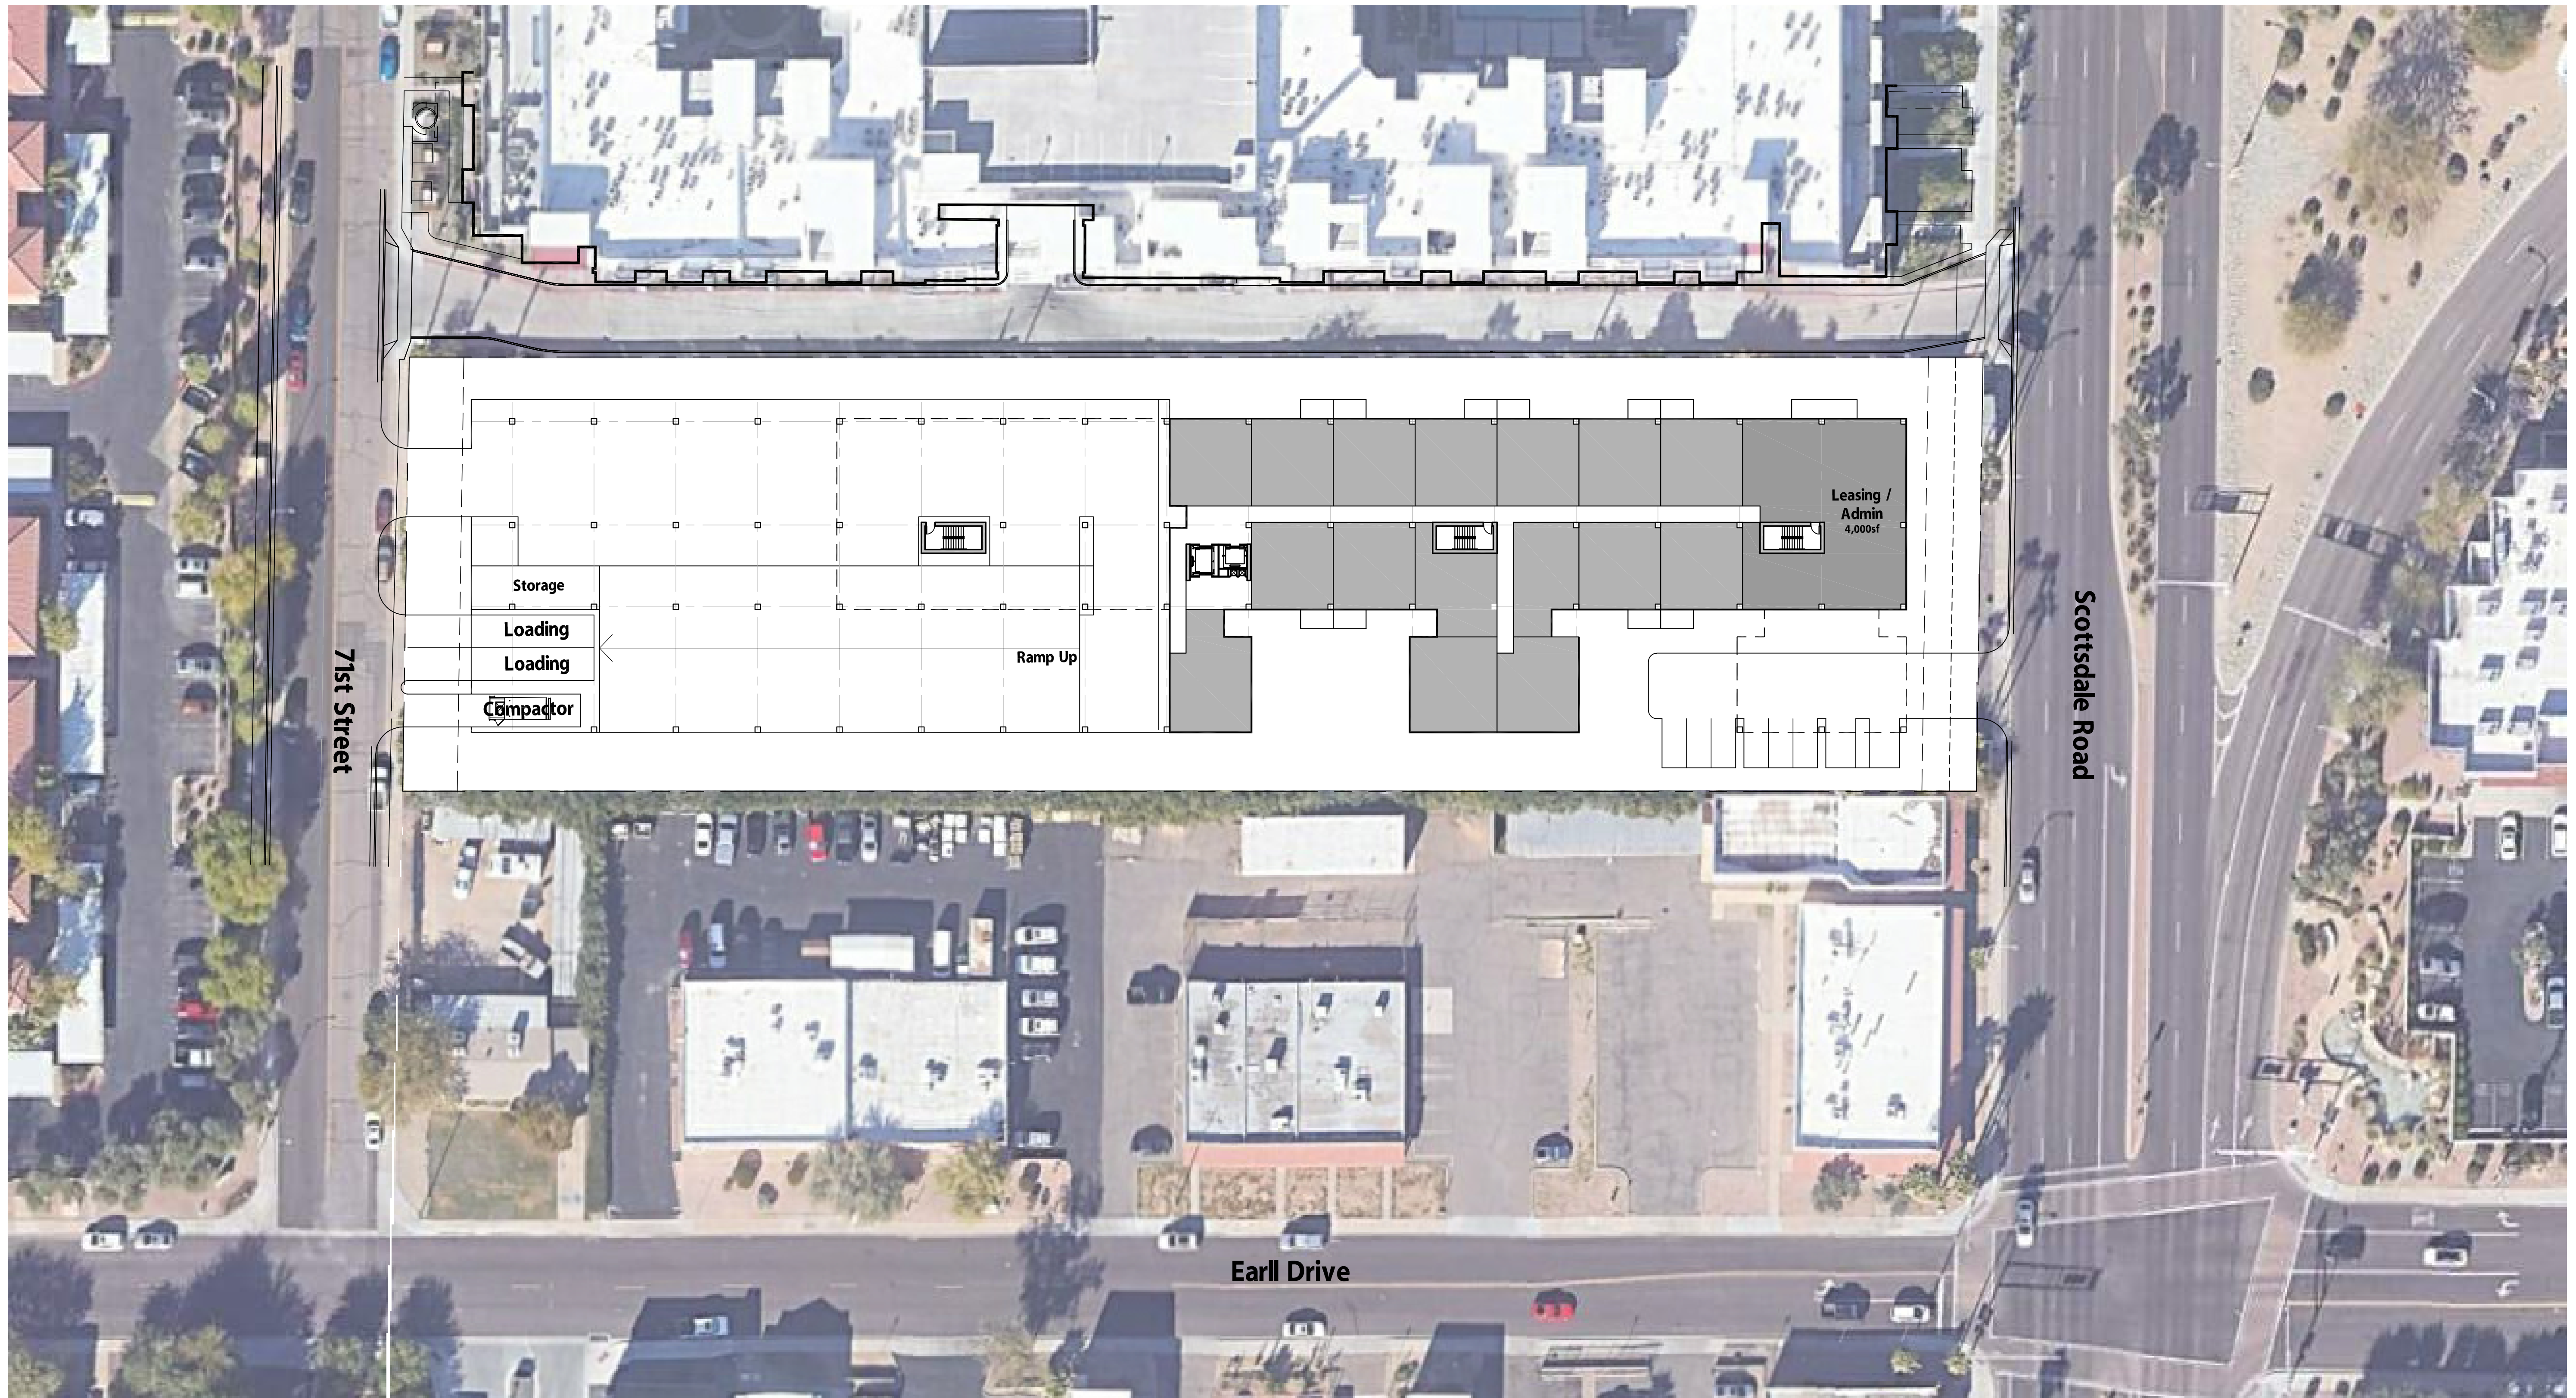 Leasing /
Admin
4,000sf
Storage
Loading
Loading
Ramp Up
Compactor
71st Street
Scottsdale Road
Earll Drive